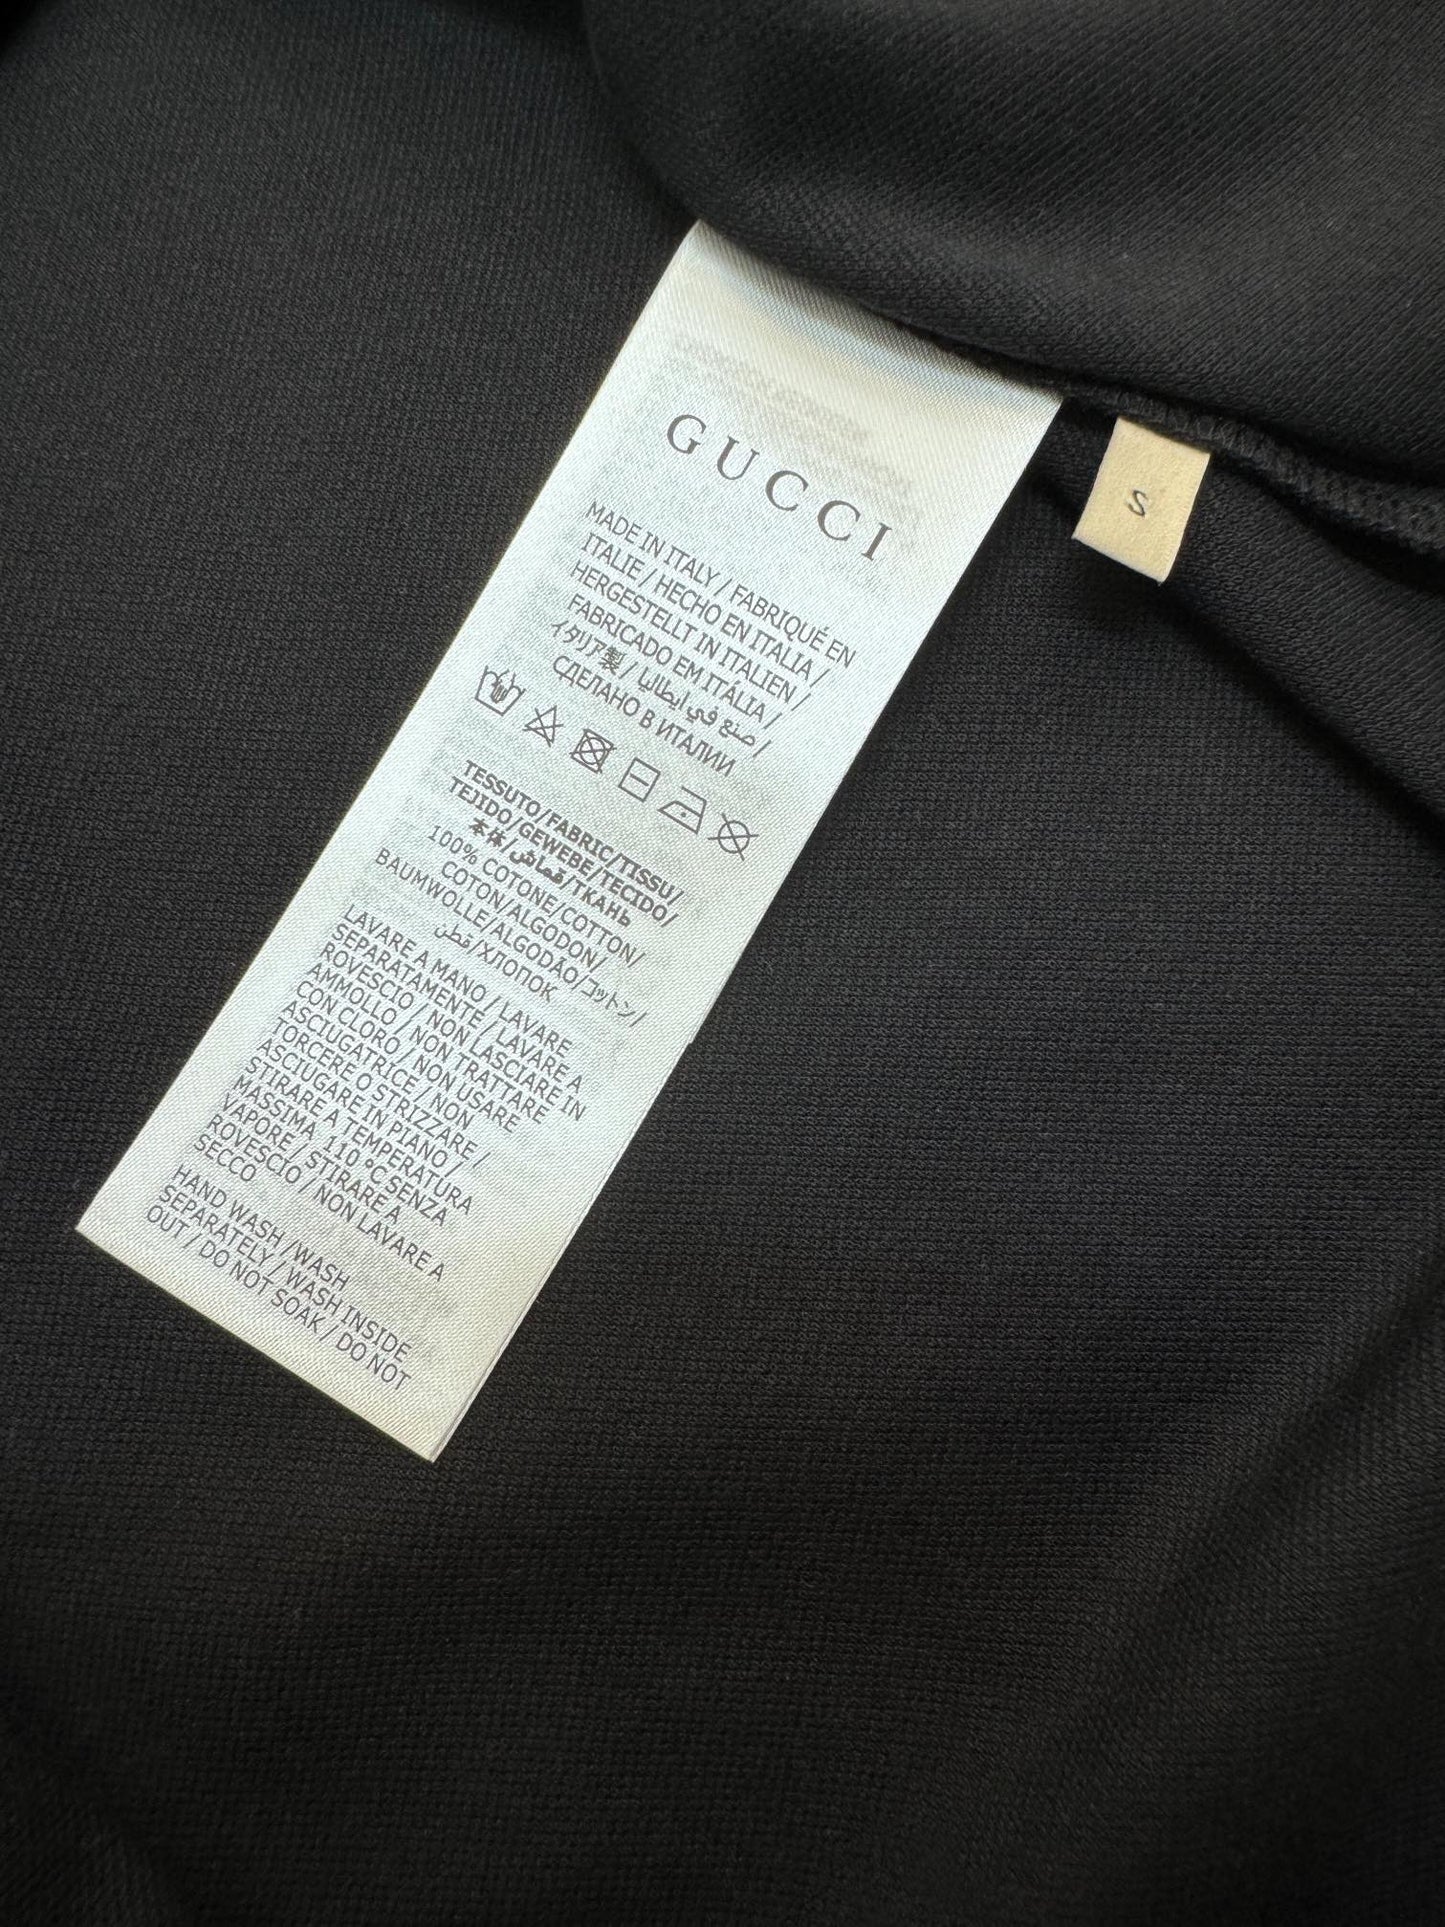 GUCCI
MADE IN ITALY / FABRIQUÉ EN
ITALIE / HECHO EN ITALIA /
HERGESTELLT IN ITALIEN /
FABRICADO EM ITÁLIA /
イタリア製 / صنع في ايطاليا /
СДЕЛАНО В ИТАЛИИ
TESSUTO/FABRIC/TISSU/
TEJIDO/GEWEBE/TECIDO/
本体/قماش/ТКАНЬ
100% COTONE/COTTON/
COTON/ALGODON/
BAUMWOLLE/ALGODÃO/コットン/
قطن/ХЛОПОК
LAVARE A MANO / LAVARE
SEPARATAMENTE / LAVARE A
ROVESCIO / NON LASCIARE IN
AMMOLLO / NON TRATTARE
CON CLORO / NON USARE
ASCIUGATRICE / NON
TORCERE O STRIZZARE /
ASCIUGARE IN PIANO /
STIRARE A TEMPERATURA
MASSIMA 110 °C SENZA
VAPORE / STIRARE A
ROVESCIO / NON LAVARE A
SECCO
HAND WASH /WASH
SEPARATELY / WASH INSIDE
OUT / DO NOT SOAK / DO NOT
S